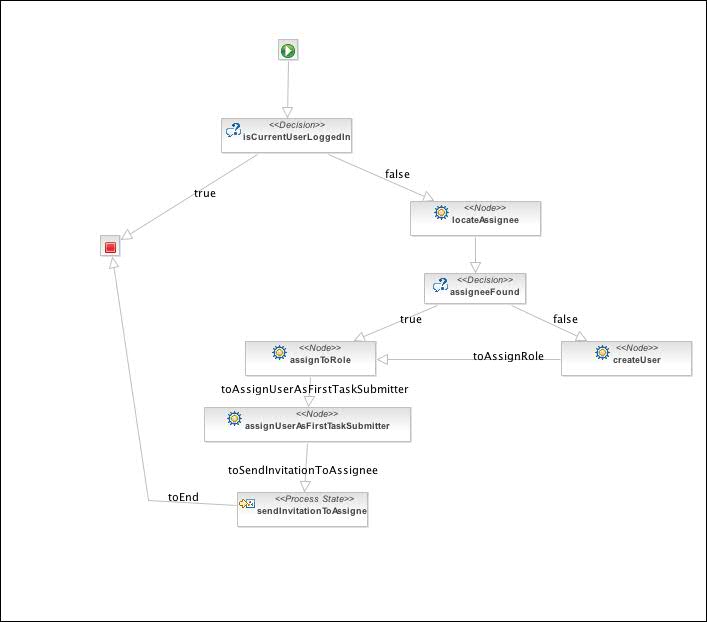 <<Decision>>
isCurrentUserLoggedIn
true
false
<<Node>>
locateAssignee
<<Decision>>
assigneeFound
true
false
<<Node>>
assignToRole
toAssignRole
<<Node>>
createUser
toAssignUserAsFirstTaskSubmitter
<<Node>>
assignUserAsFirstTaskSubmitter
toSendInvitationToAssignee
toEnd
<<Process State>>
sendInvitationToAssigne